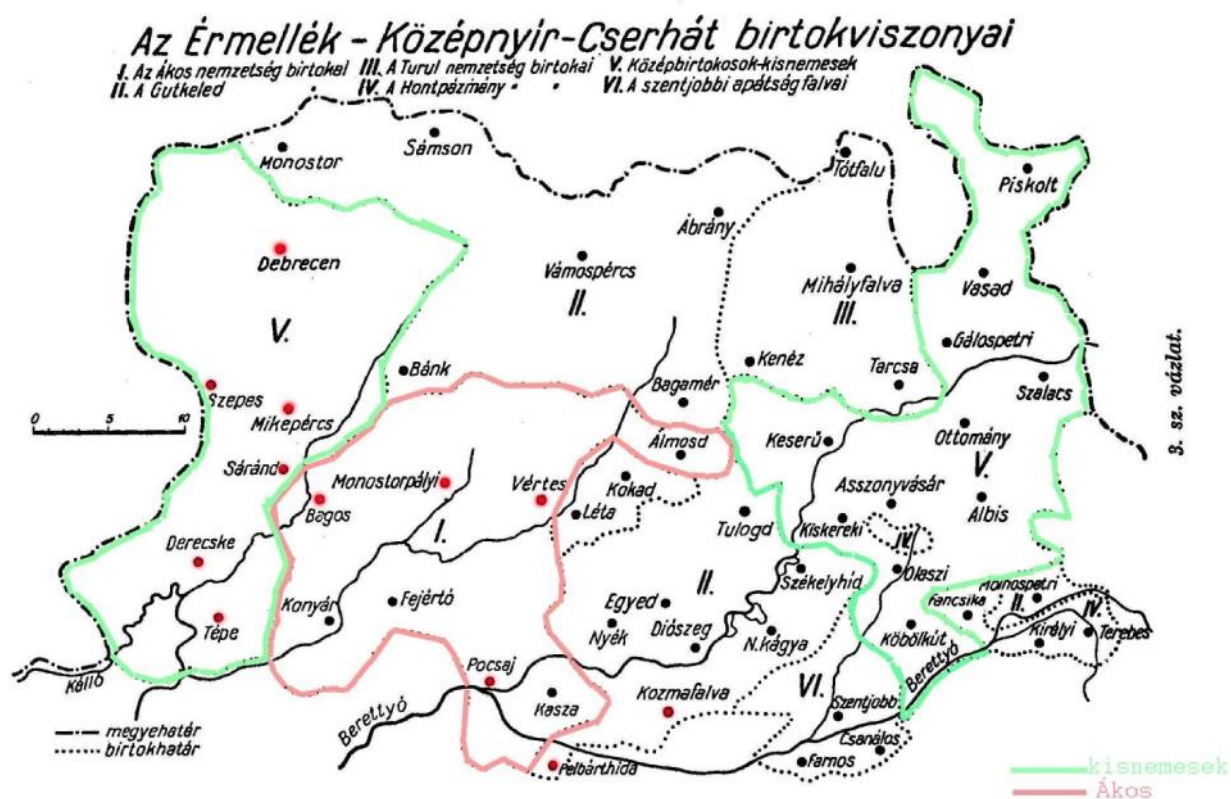 Az Érmellék – Középnyír-Cserhát birtokviszonyai
I. Az Ákos nemzetség birtokai III. A Turul nemzetség birtokai V. Középbirtokosok-kisnemesek
II. A Gutkeled " IV. A Hontpázmány " " VI. A szentjobbi apátság falvai
Monostor
Sámson
Tótfalu
Piskolt
Ábrány
Debrecen
Vámospércs
Mihályfalva
Vasad
II.
III.
V.
Gálospetri
Bánk
Kenéz
Tarcsa
Szalacs
Szepes
Bagamér
3. sz. vázlat.
0 5 10
Mikepércs
Álmosd
Keserű
Ottomány
V.
Sáránd
Monostorpályi
Vértes
Kokad
Asszonyvásár
Bagos
Léta
Tulogd
Kiskereki
Albis
I.
IV.
Derecske
II.
Székelyhíd
Olaszi
Molnospetri
Konyár
Fejértó
Egyed
Fancsika
II.
IV.
Tépe
Nyék
Diószeg
N.kágya
Köbölkút
Királyi
Terebes
Kálló
Pocsaj
Kasza
Kozmafalva
VI.
Szentjobb
Berettyó
Berettyó
Csanálos
Pelbárthida
Famos
megyehatár
birtokhatár
kisnemesek
Ákos